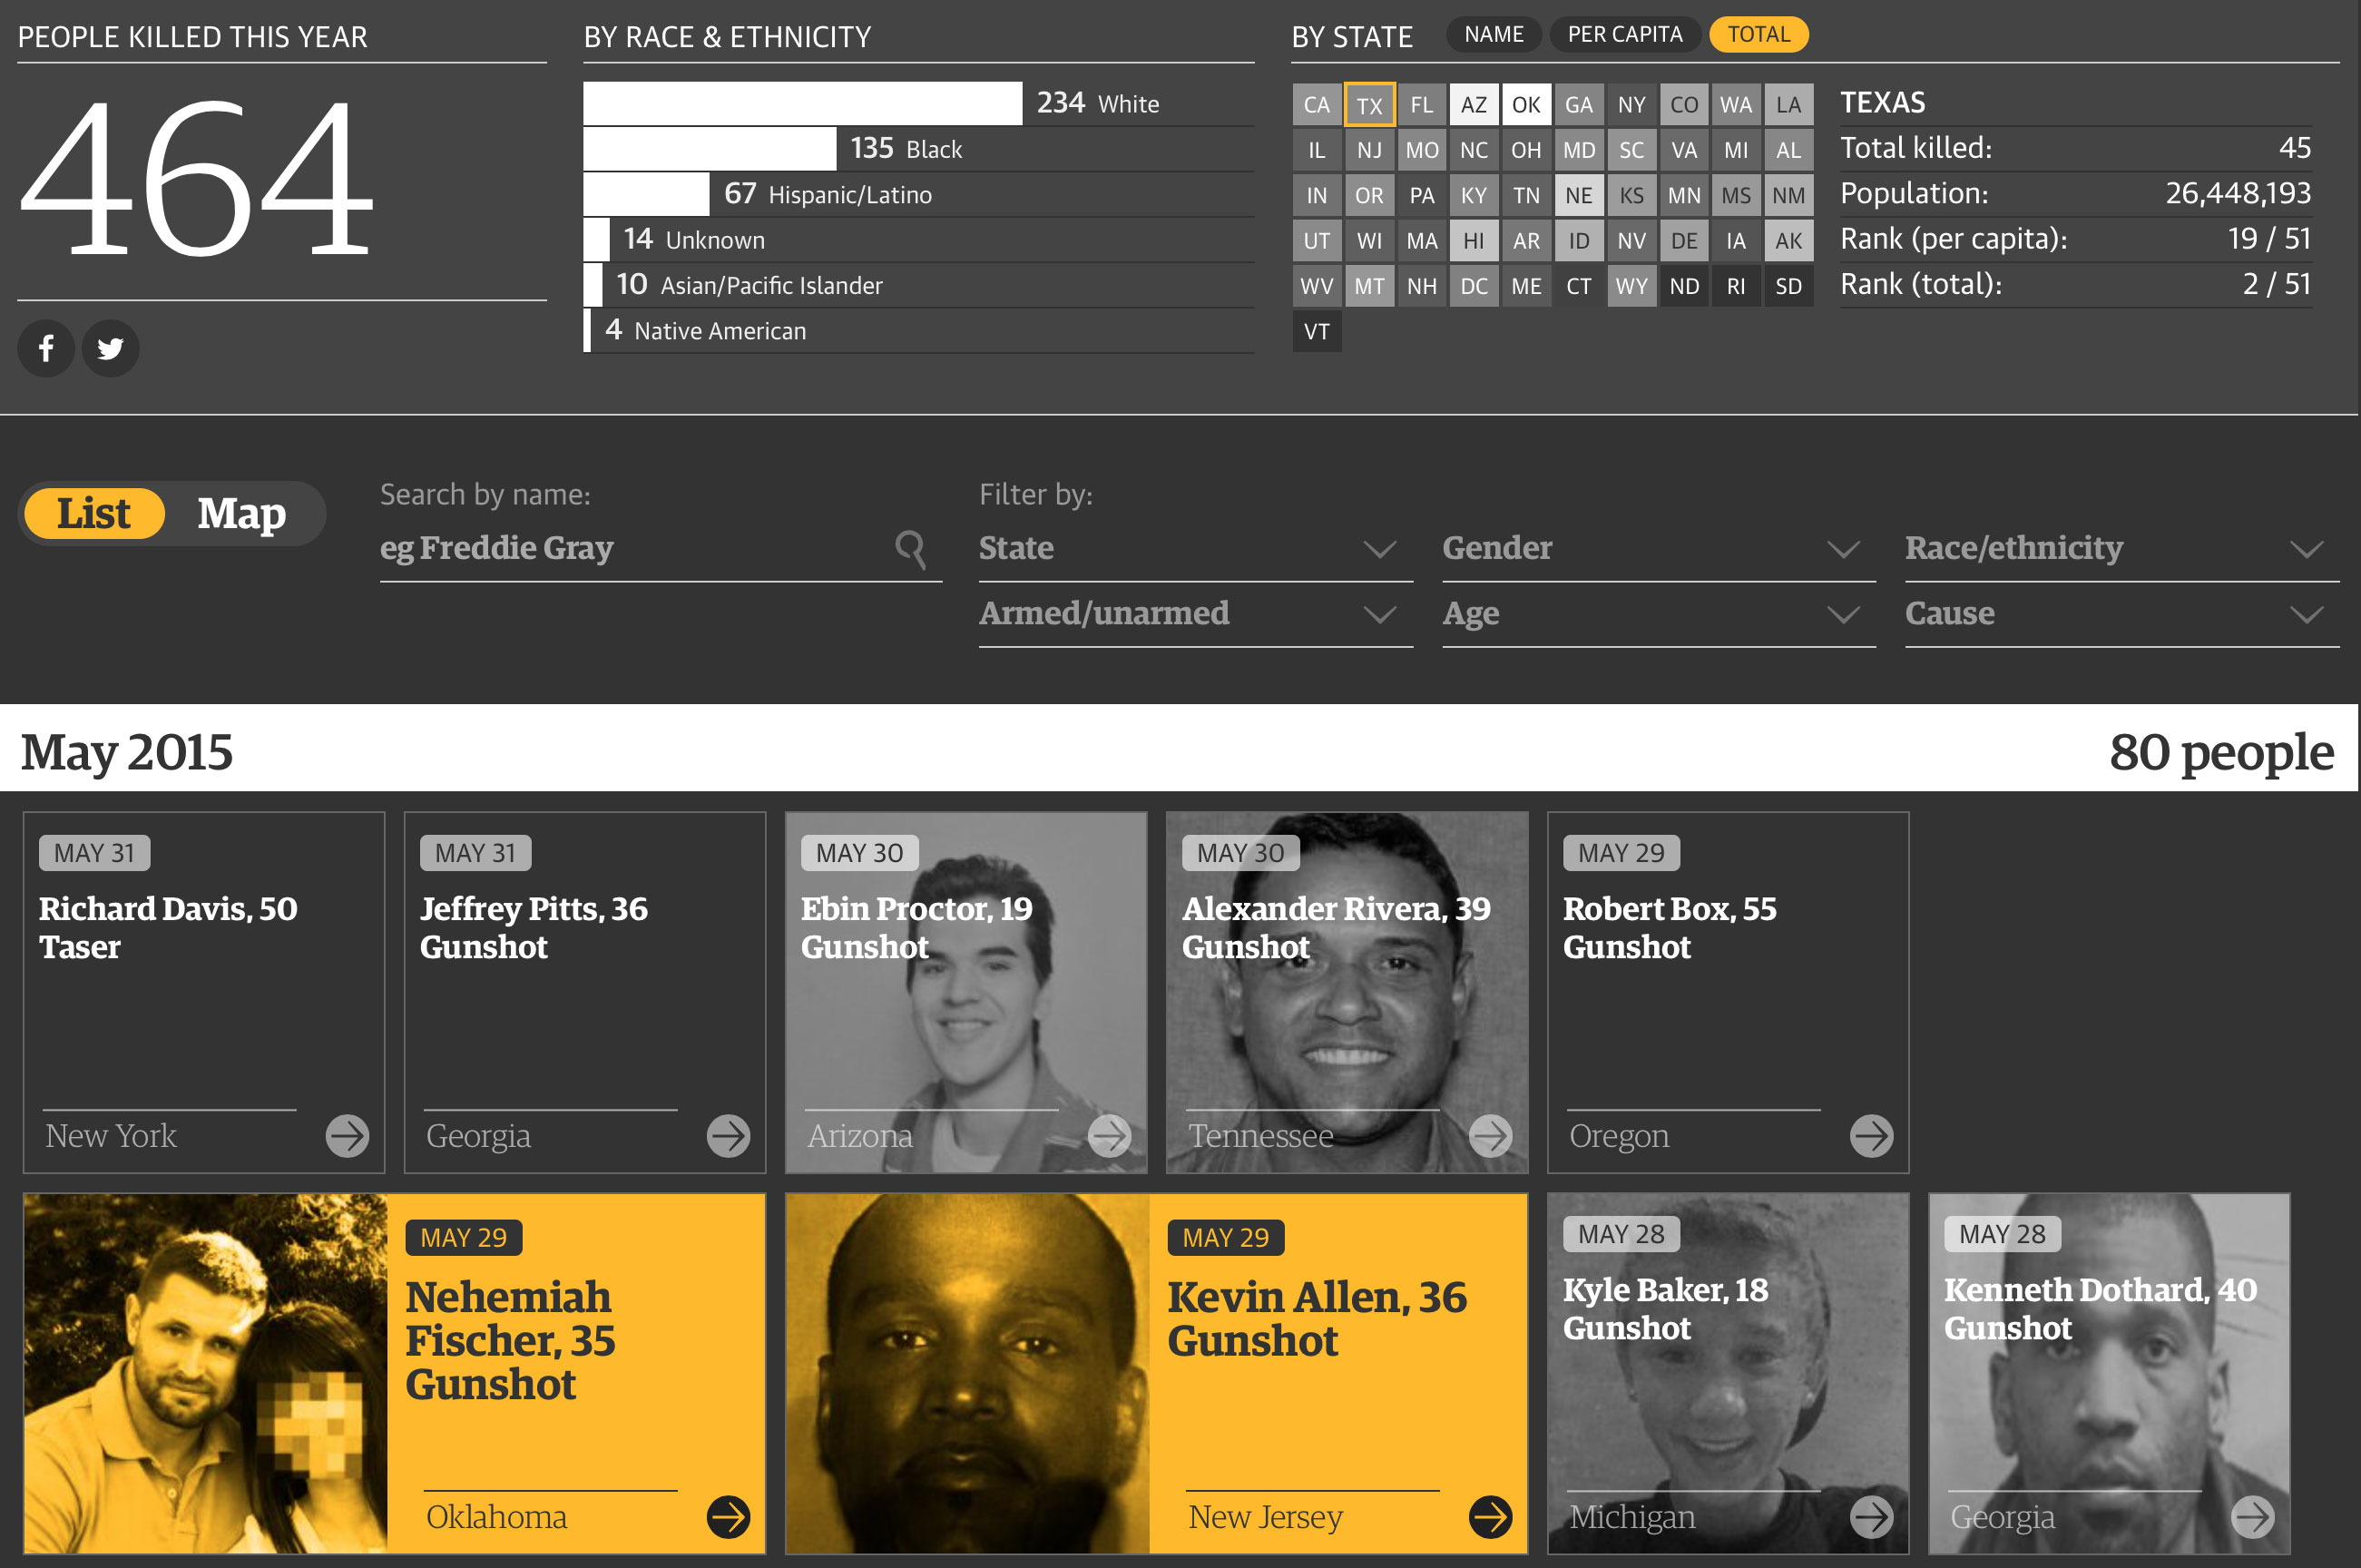 PEOPLE KILLED THIS YEAR
464
BY RACE & ETHNICITY
234 White
135 Black
67 Hispanic/Latino
14 Unknown
10 Asian/Pacific Islander
4 Native American
BY STATE NAME PER CAPITA TOTAL
CA TX FL AZ OK GA NY CO WA LA
IL NJ MO NC OH MD SC VA MI AL
IN OR PA KY TN NE KS MN MS NM
UT WI MA HI AR ID NV DE IA AK
WV MT NH DC ME CT WY ND RI SD
VT
TEXAS
Total killed: 45
Population: 26,448,193
Rank (per capita): 19 / 51
Rank (total): 2 / 51
List Map
Search by name:
eg Freddie Gray
Filter by:
State Gender Race/ethnicity
Armed/unarmed Age Cause
May 2015 80 people
MAY 31
Richard Davis, 50
Taser
New York
MAY 31
Jeffrey Pitts, 36
Gunshot
Georgia
MAY 30
Ebin Proctor, 19
Gunshot
Arizona
MAY 30
Alexander Rivera, 39
Gunshot
Tennessee
MAY 29
Robert Box, 55
Gunshot
Oregon
MAY 29
Nehemiah
Fischer, 35
Gunshot
Oklahoma
MAY 29
Kevin Allen, 36
Gunshot
New Jersey
MAY 28
Kyle Baker, 18
Gunshot
Michigan
MAY 28
Kenneth Dothard, 40
Gunshot
Georgia